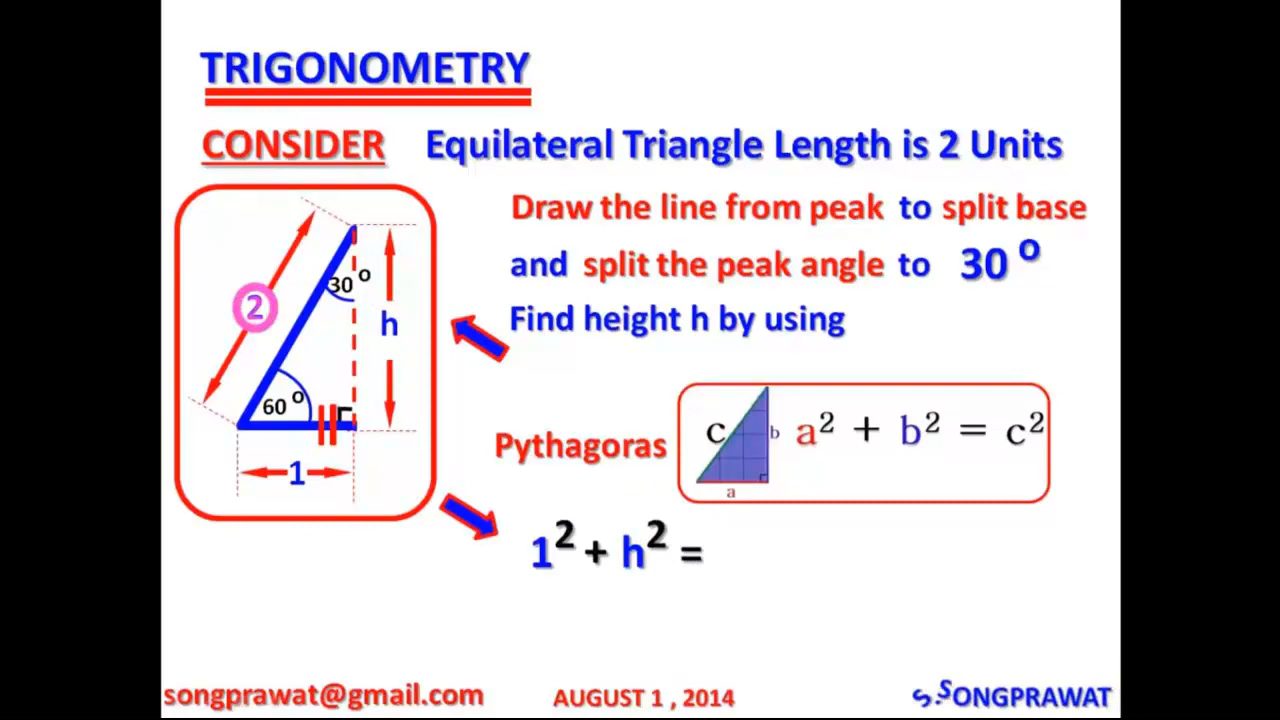 TRIGONOMETRY
CONSIDER Equilateral Triangle Length is 2 Units
Draw the line from peak to split base
and split the peak angle to 30 o
Find height h by using
30 o
2
h
60 o
1
Pythagoras
c
b
a
a² + b² = c²
1² + h² =
songprawat@gmail.com
AUGUST 1 , 2014
S.SONGPRAWAT